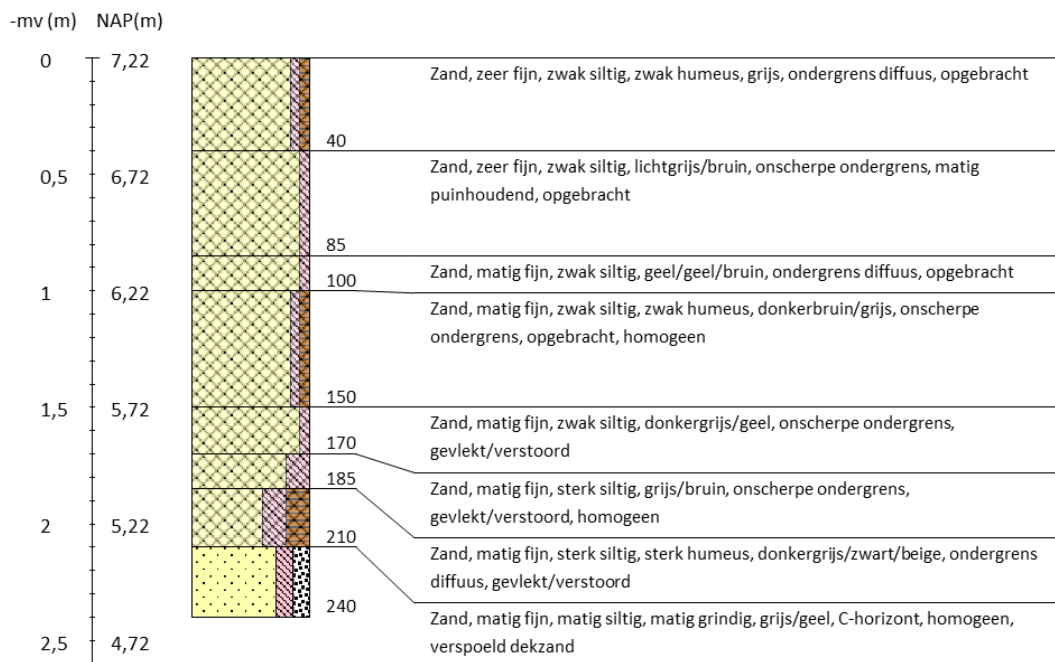 -mv (m) NAP(m)
0 7,22
Zand, zeer fijn, zwak siltig, zwak humeus, grijs, ondergrens diffuus, opgebracht
40
0,5 6,72
Zand, zeer fijn, zwak siltig, lichtgrijs/bruin, onscherpe ondergrens, matig
puinhoudend, opgebracht
85
Zand, matig fijn, zwak siltig, geel/geel/bruin, ondergrens diffuus, opgebracht
100
1 6,22
Zand, matig fijn, zwak siltig, zwak humeus, donkerbruin/grijs, onscherpe
ondergrens, opgebracht, homogeen
150
1,5 5,72
Zand, matig fijn, zwak siltig, donkergrijs/geel, onscherpe ondergrens,
gevlekt/verstoord
170
185
Zand, matig fijn, sterk siltig, grijs/bruin, onscherpe ondergrens,
gevlekt/verstoord, homogeen
2 5,22
210
Zand, matig fijn, sterk siltig, sterk humeus, donkergrijs/zwart/beige, ondergrens
diffuus, gevlekt/verstoord
240
Zand, matig fijn, matig siltig, matig grindig, grijs/geel, C-horizont, homogeen,
verspoeld dekzand
2,5 4,72